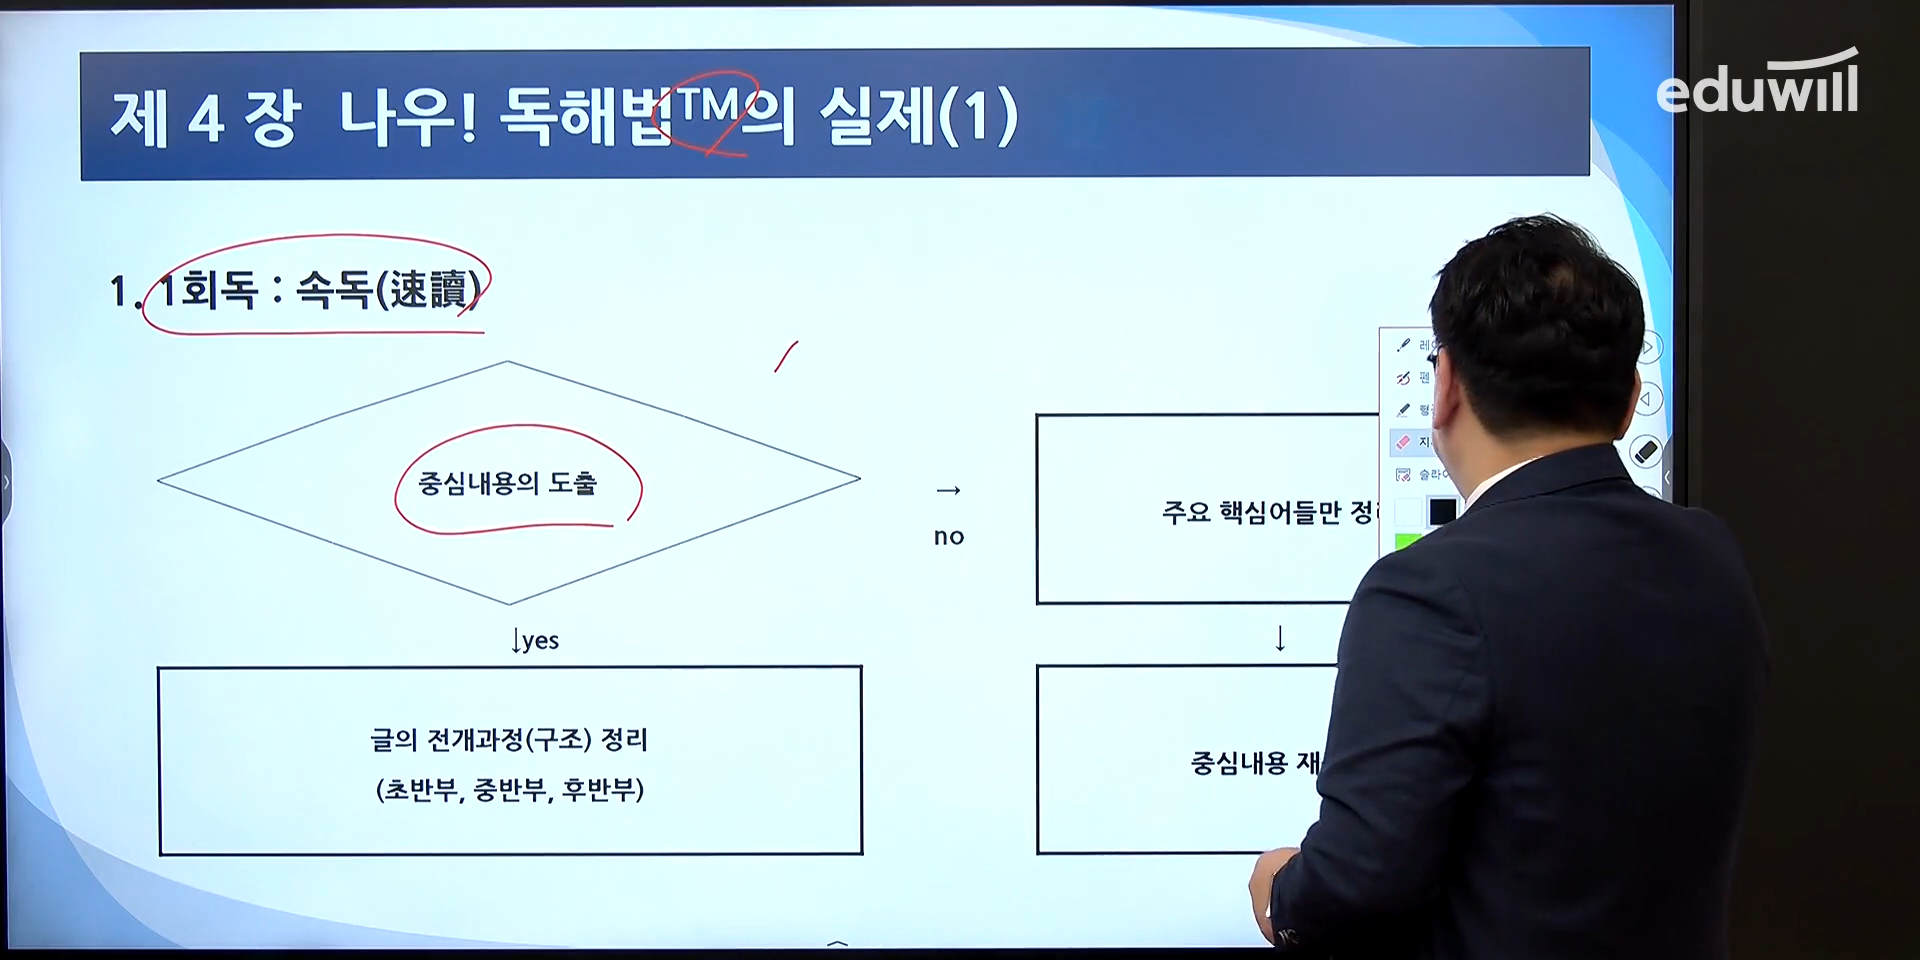 eduwill
제 4 장 나우! 독해법™의 실제(1)
1. 1회독 : 속독(速讀)
중심내용의 도출
→
no
주요 핵심어들만
↓yes
↓
글의 전개과정(구조) 정리
(초반부, 중반부, 후반부)
중심내용
펜